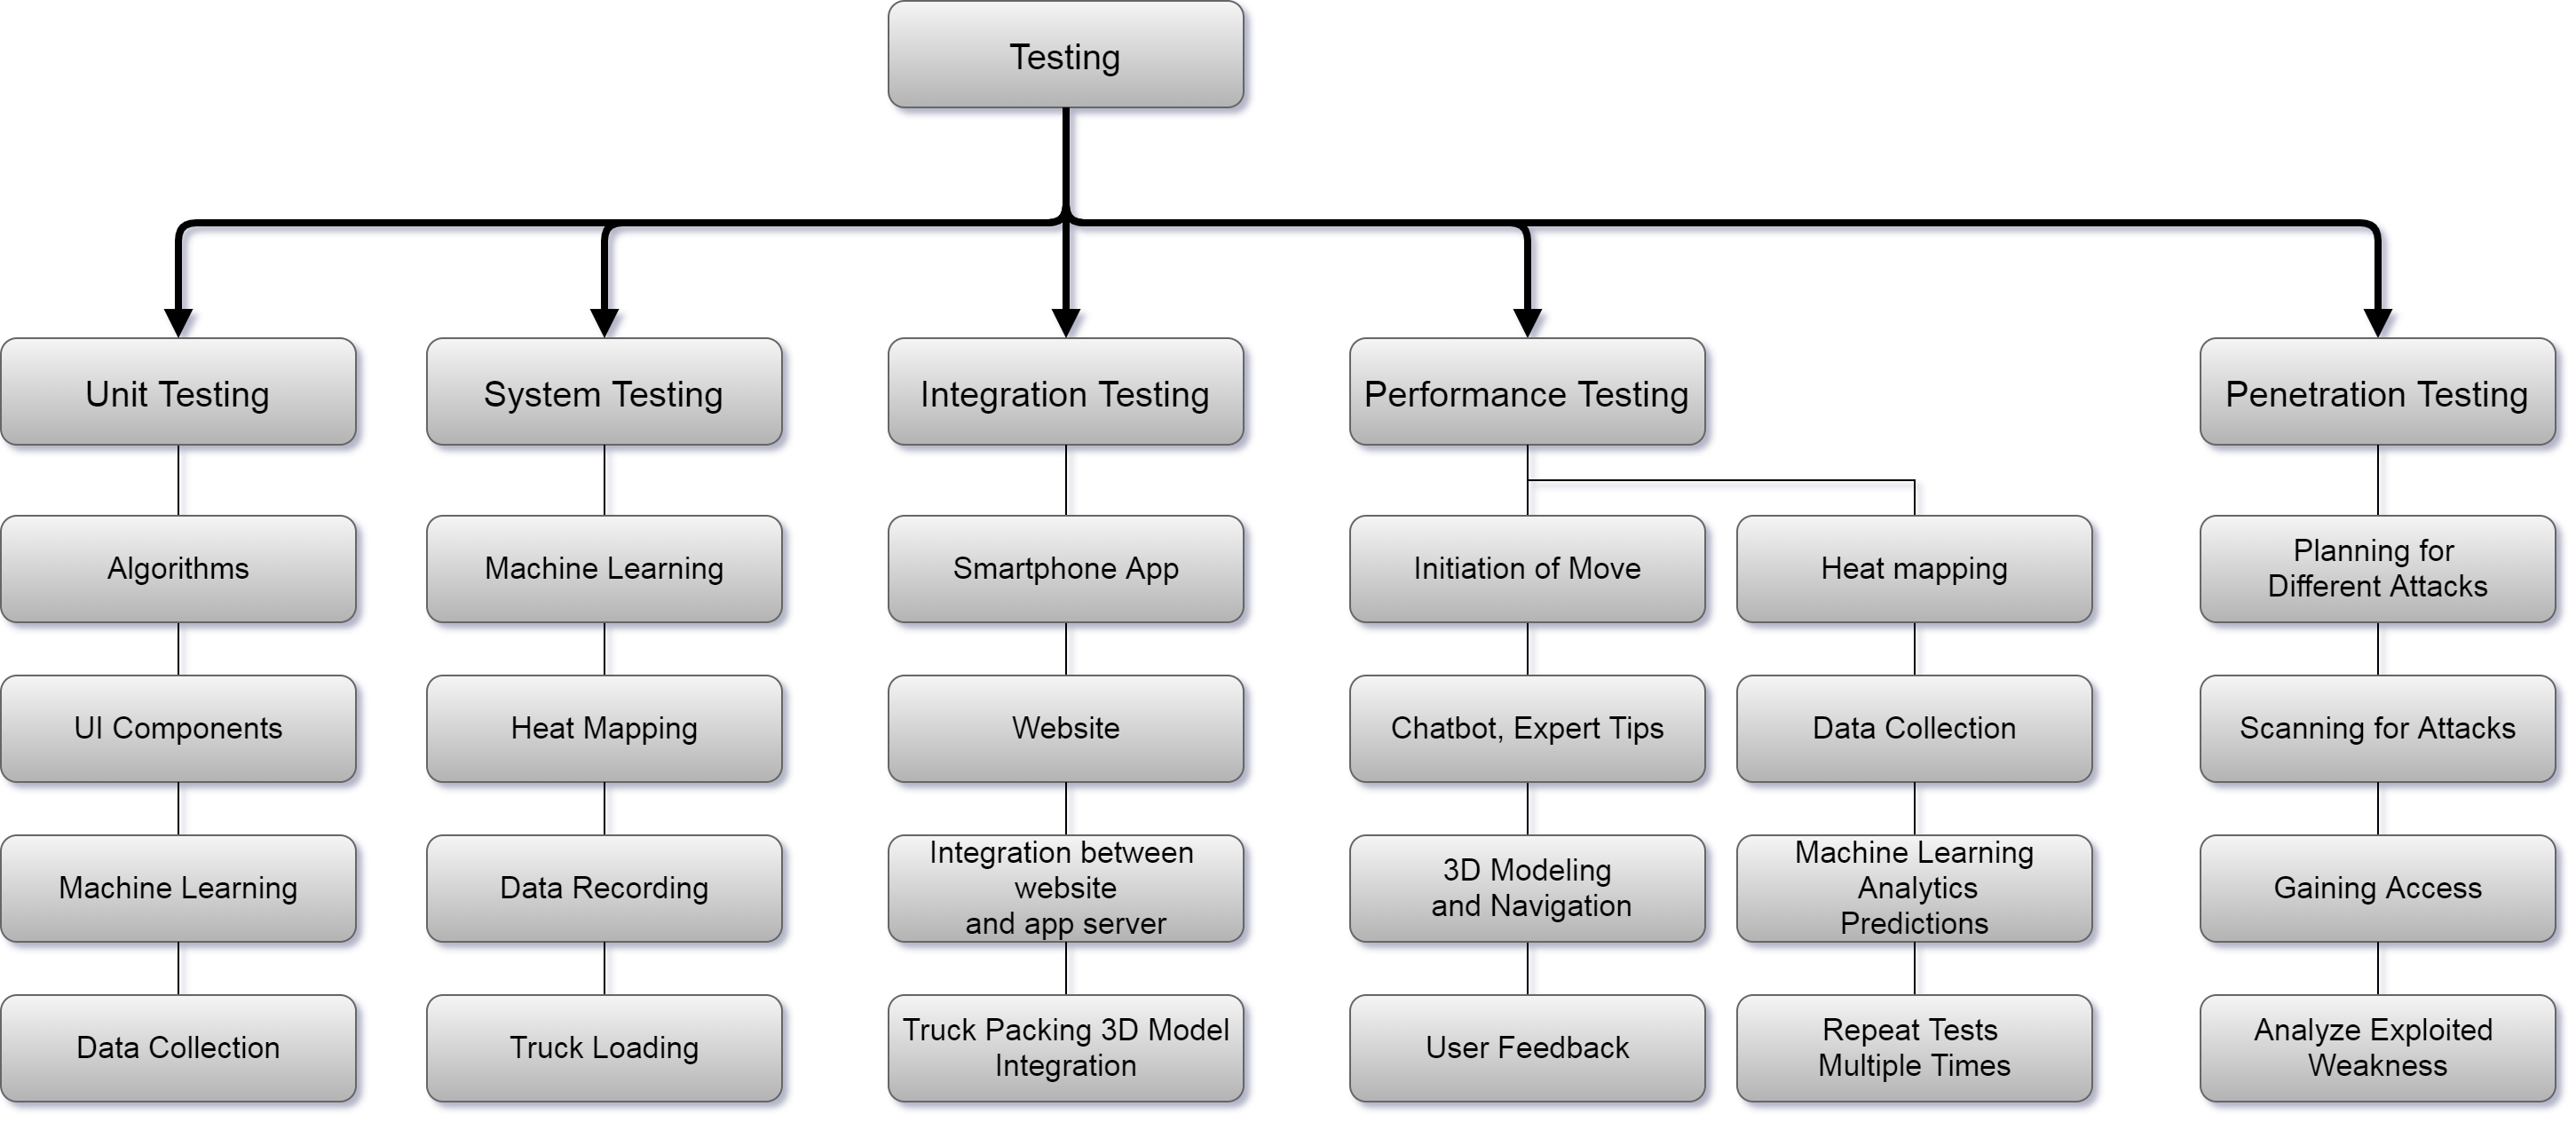 Testing
Unit Testing
System Testing
Integration Testing
Performance Testing
Penetration Testing
Algorithms
Machine Learning
Smartphone App
Initiation of Move
Heat mapping
Planning for
Different Attacks
UI Components
Heat Mapping
Website
Chatbot, Expert Tips
Data Collection
Scanning for Attacks
Machine Learning
Data Recording
Integration between
website
and app server
3D Modeling
and Navigation
Machine Learning
Analytics
Predictions
Gaining Access
Data Collection
Truck Loading
Truck Packing 3D Model
Integration
User Feedback
Repeat Tests
Multiple Times
Analyze Exploited
Weakness